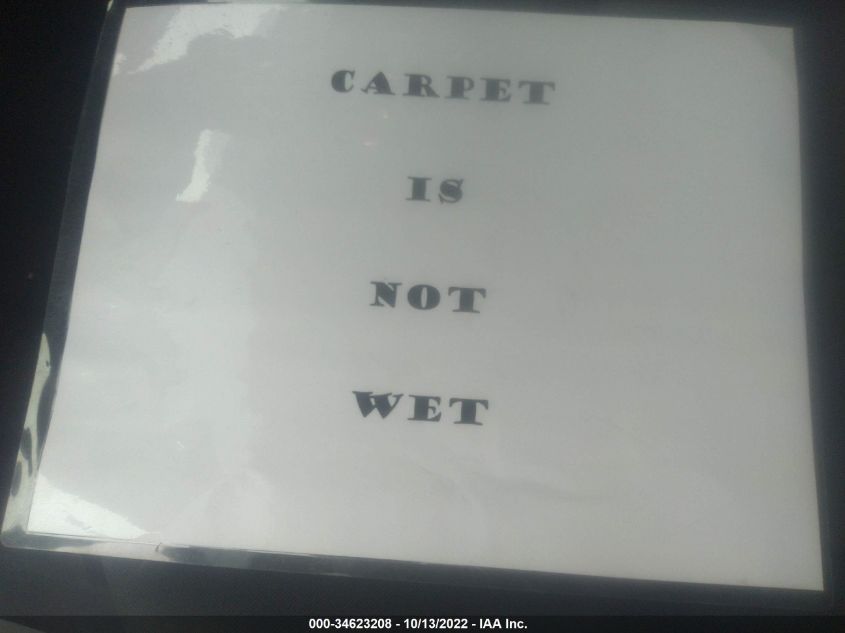 CARPET
IS
NOT
WET
000-34623208 - 10/13/2022 - IAA Inc.